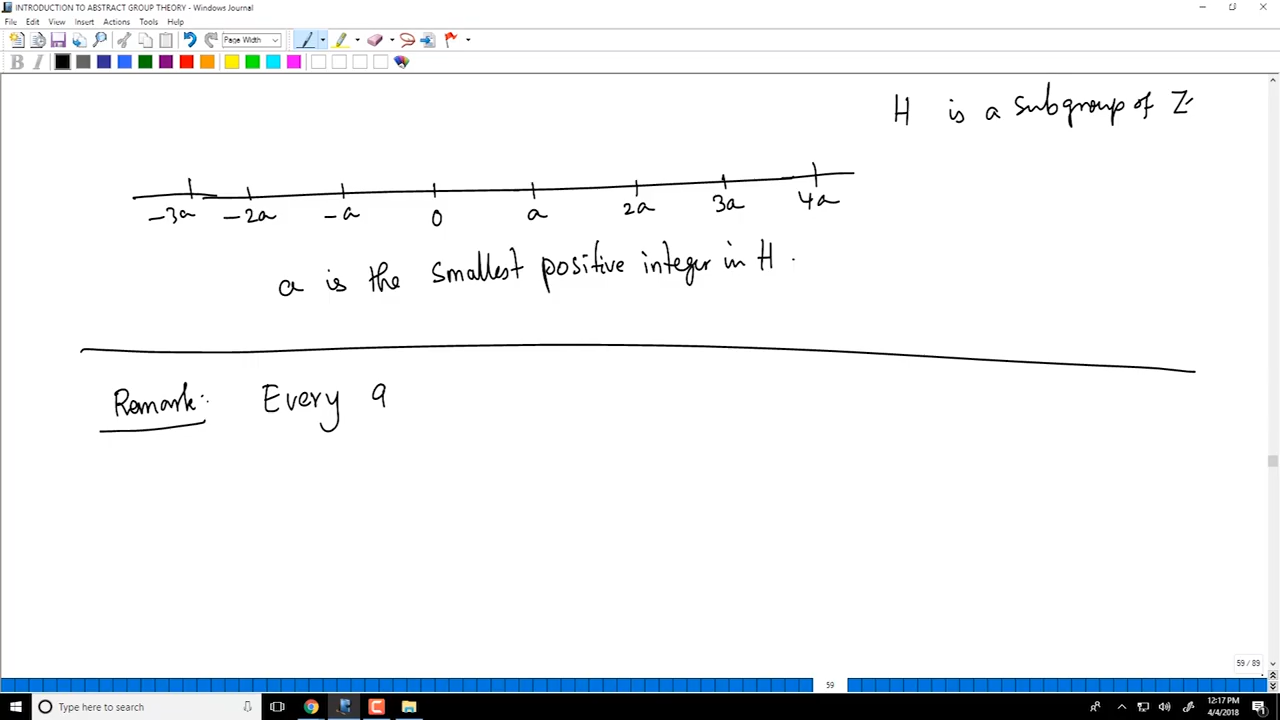 INTRODUCTION TO ABSTRACT GROUP THEORY - Windows Journal
File Edit View Insert Actions Tools Help
Page Width
B I
H is a subgroup of Z.
-3a -2a -a 0 a 2a 3a 4a
a is the smallest positive integer in H.
Remark: Every
59 / 89
59
Type here to search
12:17 PM
4/4/2018